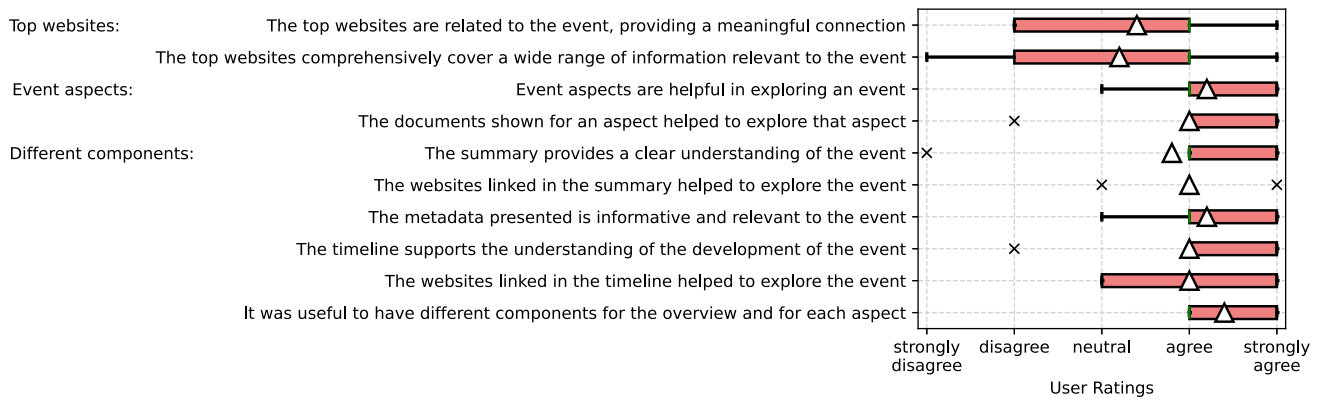 Top websites: The top websites are related to the event, providing a meaningful connection
The top websites comprehensively cover a wide range of information relevant to the event
Event aspects: Event aspects are helpful in exploring an event
The documents shown for an aspect helped to explore that aspect
Different components: The summary provides a clear understanding of the event
The websites linked in the summary helped to explore the event
The metadata presented is informative and relevant to the event
The timeline supports the understanding of the development of the event
The websites linked in the timeline helped to explore the event
It was useful to have different components for the overview and for each aspect
strongly disagree neutral agree strongly
disagree agree
User Ratings